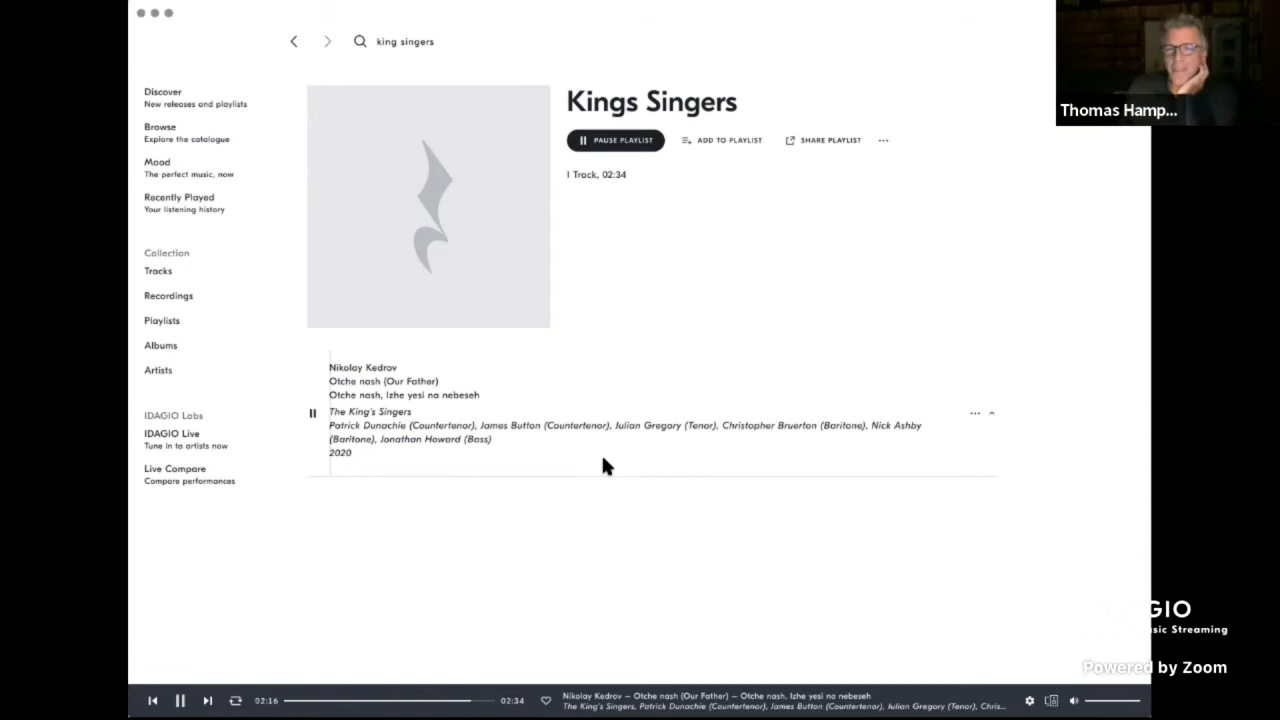 king singers
Thomas Hamp...
Discover
New releases and playlists
Browse
Explore the catalogue
Mood
The perfect music, now
Recently Played
Your listening history
Collection
Tracks
Recordings
Playlists
Albums
Artists
IDAGIO Labs
IDAGIO Live
Tune in to artists now
Live Compare
Compare performances
Kings Singers
PAUSE PLAYLIST
ADD TO PLAYLIST
SHARE PLAYLIST
1 Track, 02:34
Nikolay Kedrov
Otche nash (Our Father)
Otche nash, Izhe yesi na nebeseh
The King's Singers
Patrick Dunachie (Countertenor), James Button (Countertenor), Julian Gregory (Tenor), Christopher Bruerton (Baritone), Nick Ashby
(Baritone), Jonathan Howard (Bass)
2020
GIO
sic Streaming
Powered by Zoom
02:16
02:34
Nikolay Kedrov – Otche nash (Our Father) – Otche nash, Izhe yesi na nebeseh
The King's Singers, Patrick Dunachie (Countertenor), James Button (Countertenor), Julian Gregory (Tenor), Chris...